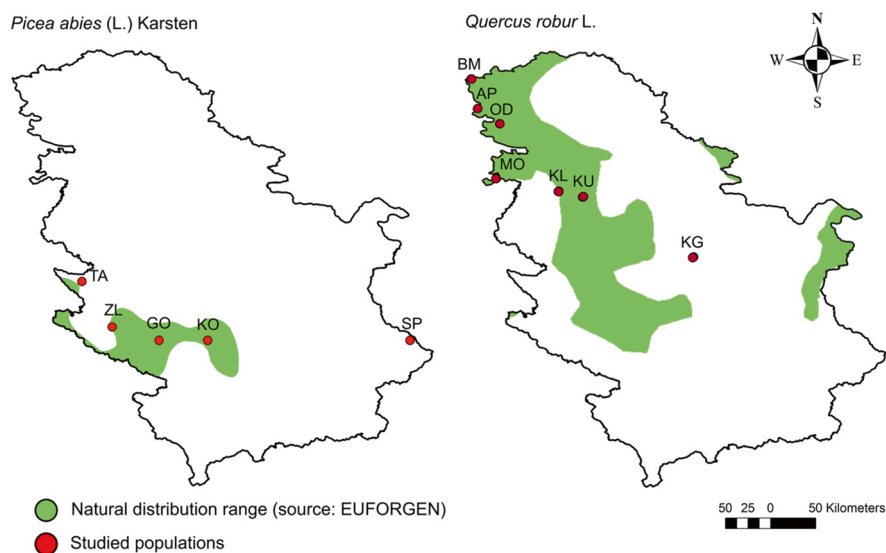 Picea abies (L.) Karsten
Quercus robur L.
N
W E
S
BM
AP
OD
MO
KL
KU
KG
TA
ZL
GO
KO
SP
Natural distribution range (source: EUFORGEN)
Studied populations
50 25 0 50 Kilometers